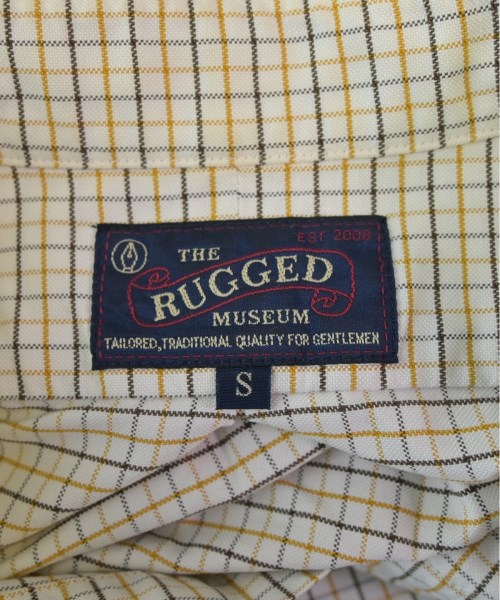 EST 2008
THE
RUGGED
MUSEUM
TAILORED, TRADITIONAL QUALITY FOR GENTLEMEN
S